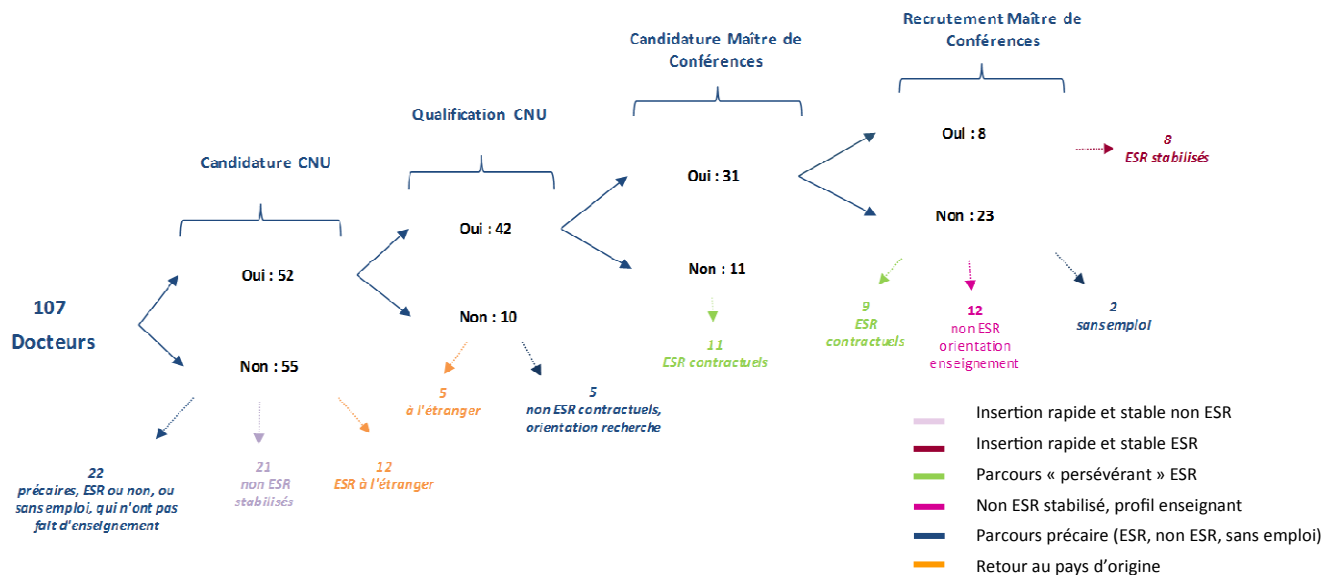 Recrutement Maître de
Conférences
Candidature Maître de
Conférences
Qualification CNU
Candidature CNU
Oui : 8
8
ESR stabilisés
Oui : 31
Non : 23
Oui : 42
Non : 11
Oui : 52
Non : 10
107
Docteurs
Non : 55
9
ESR
contractuels
12
non ESR
orientation
enseignement
2
sans emploi
11
ESR contractuels
5
à l'étranger
5
non ESR contractuels,
orientation recherche
22
précaires, ESR ou non, ou
sans emploi, qui n'ont pas
fait d'enseignement
21
non ESR
stabilisés
12
ESR à l'étranger
Insertion rapide et stable non ESR
Insertion rapide et stable ESR
Parcours « persévérant » ESR
Non ESR stabilisé, profil enseignant
Parcours précaire (ESR, non ESR, sans emploi)
Retour au pays d’origine